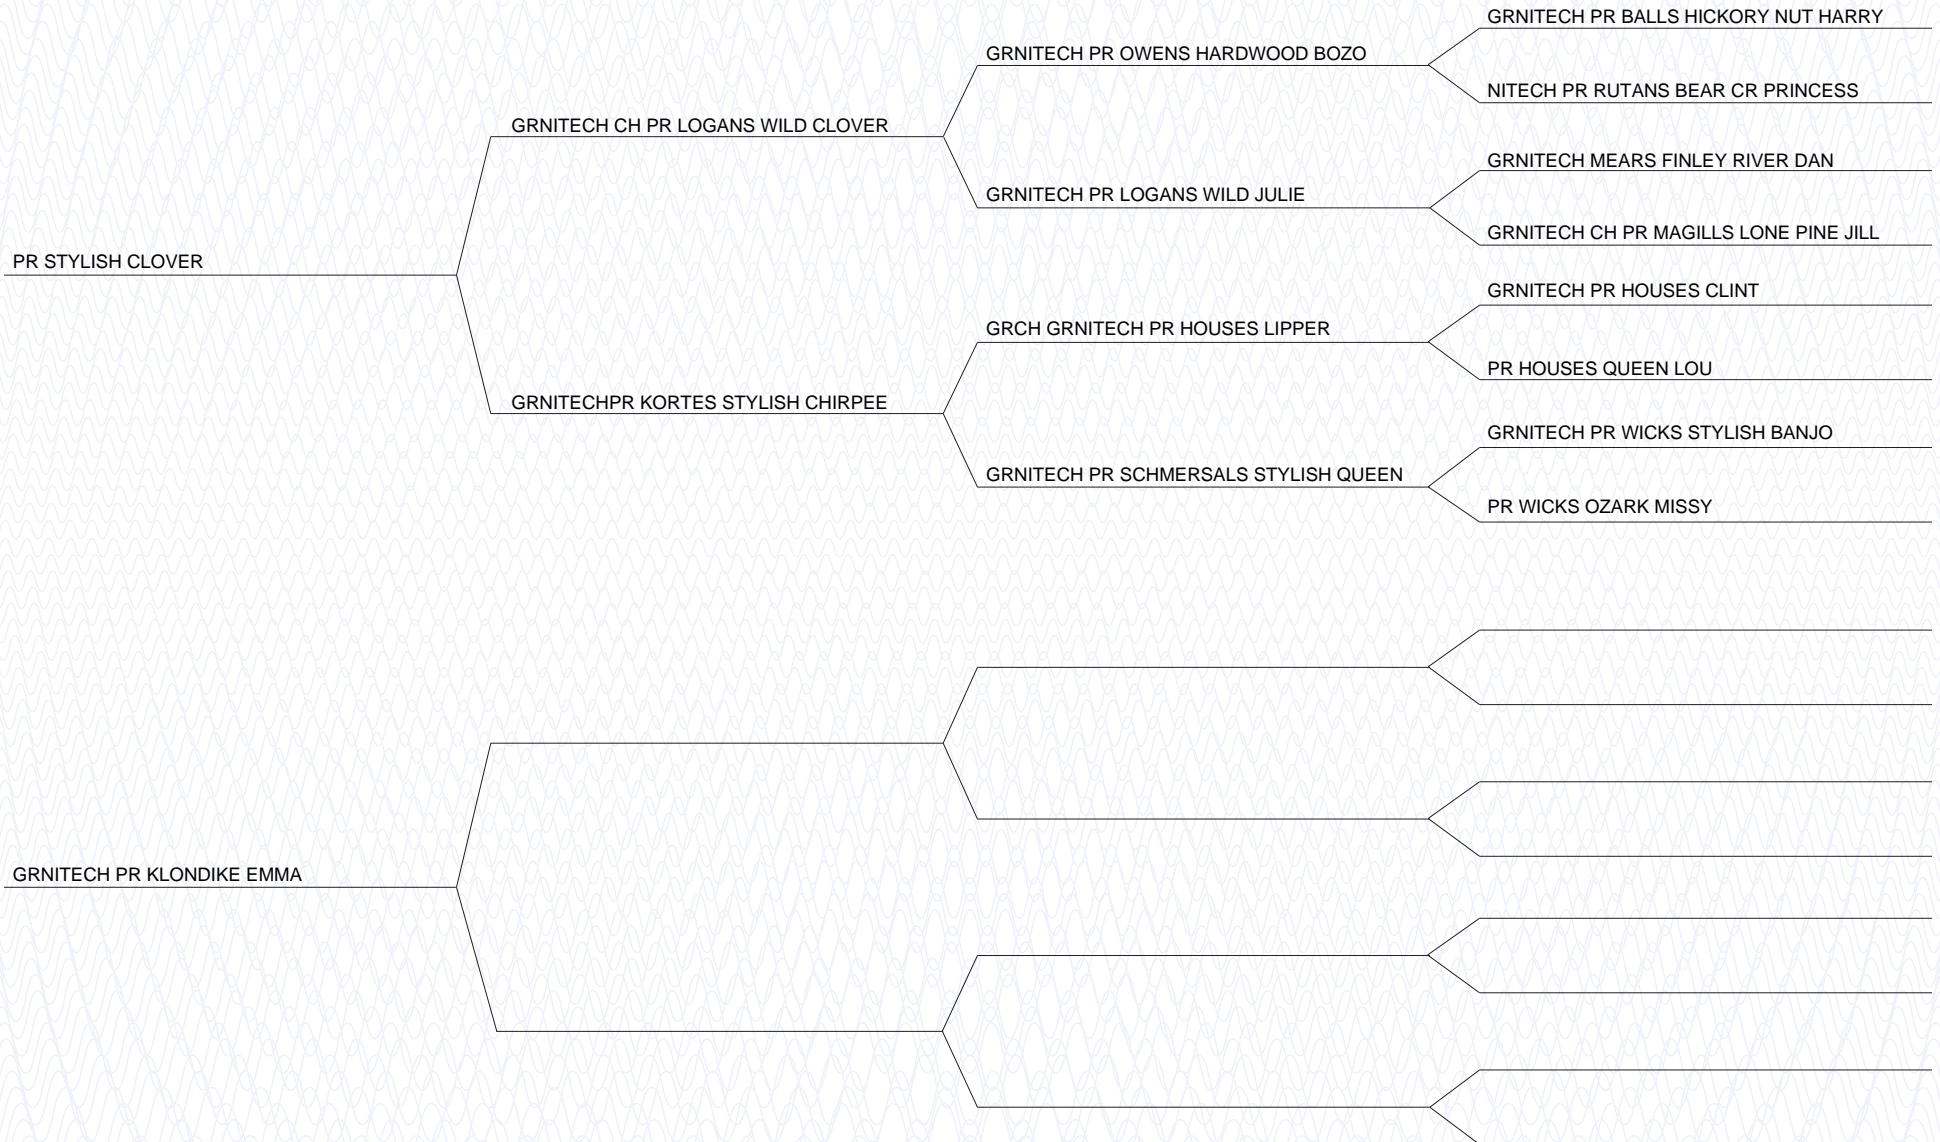 GRNITECH PR BALLS HICKORY NUT HARRY
GRNITECH PR OWENS HARDWOOD BOZO
NITECH PR RUTANS BEAR CR PRINCESS
GRNITECH CH PR LOGANS WILD CLOVER
GRNITECH MEARS FINLEY RIVER DAN
GRNITECH PR LOGANS WILD JULIE
GRNITECH CH PR MAGILLS LONE PINE JILL
PR STYLISH CLOVER
GRNITECH PR HOUSES CLINT
GRCH GRNITECH PR HOUSES LIPPER
PR HOUSES QUEEN LOU
GRNITECHPR KORTES STYLISH CHIRPEE
GRNITECH PR WICKS STYLISH BANJO
GRNITECH PR SCHMERSALS STYLISH QUEEN
PR WICKS OZARK MISSY
GRNITECH PR KLONDIKE EMMA